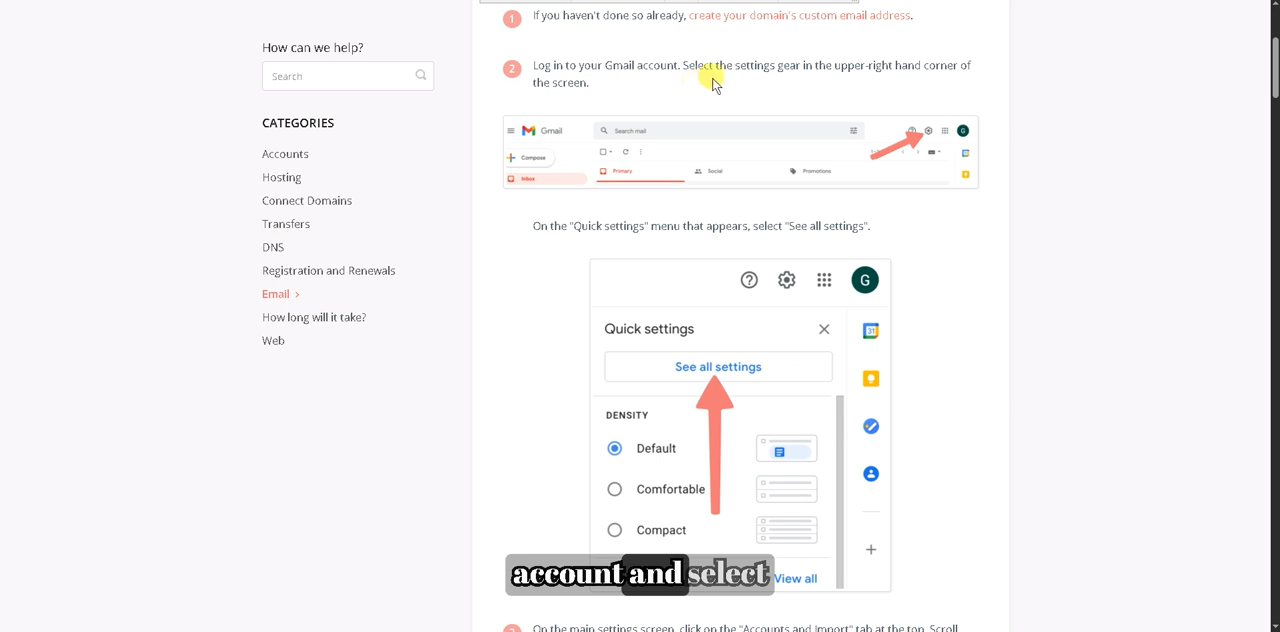 1 If you haven't done so already, create your domain's custom email address.
How can we help?
Search
2 Log in to your Gmail account. Select the settings gear in the upper-right hand corner of
the screen.
CATEGORIES
Accounts
Hosting
Connect Domains
Transfers
DNS
Registration and Renewals
Email >
How long will it take?
Web
Gmail
Search mail
G
Compose
Inbox
Primary
Social
Promotions
On the "Quick settings" menu that appears, select "See all settings".
G
Quick settings
31
See all settings
DENSITY
Default
Comfortable
Compact
View all
account and select
On the main settings screen, click on the "Accounts and Import" tab at the top. Scroll